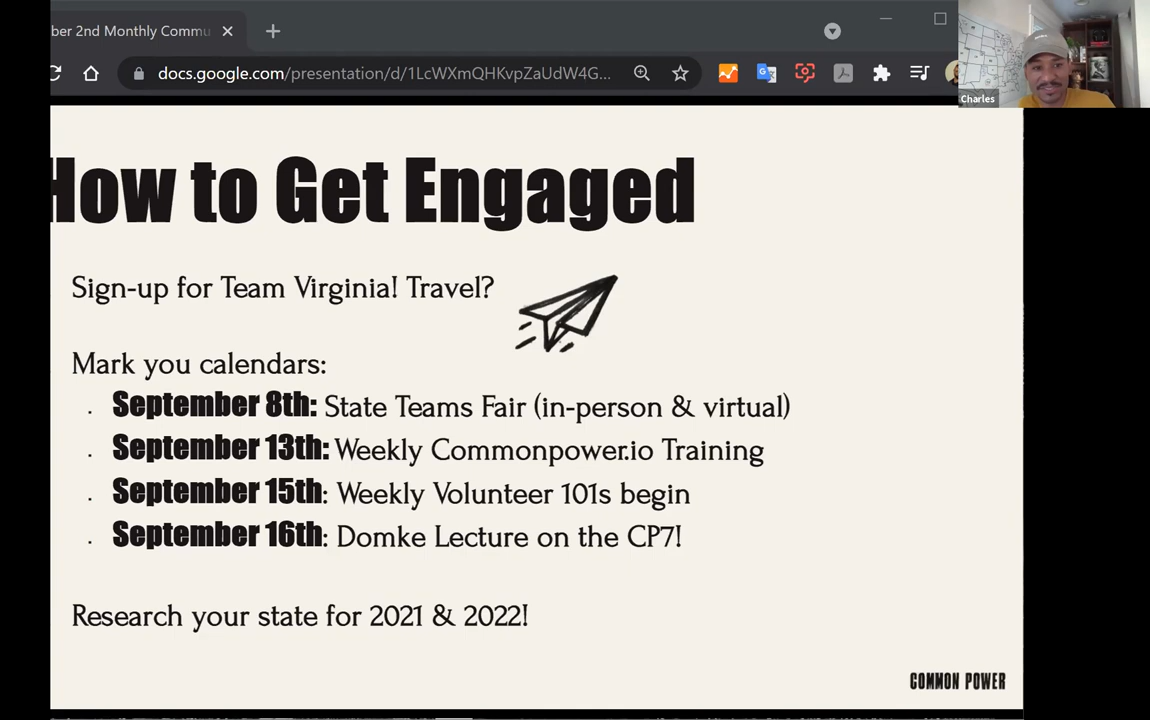 ber 2nd Monthly Commu
docs.google.com/presentation/d/1LcWXmQHKvpZaUdW4G...
Charles
How to Get Engaged
Sign-up for Team Virginia! Travel?
Mark you calendars:
· September 8th: State Teams Fair (in-person & virtual)
· September 13th: Weekly Commonpower.io Training
· September 15th: Weekly Volunteer 101s begin
· September 16th: Domke Lecture on the CP7!
Research your state for 2021 & 2022!
COMMON POWER